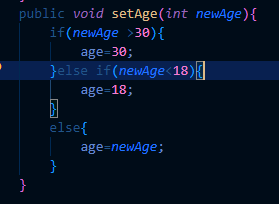 public void setAge(int newAge){
if(newAge >30){
age=30;
}else if(newAge<18){
age=18;
}
else{
age=newAge;
}
}